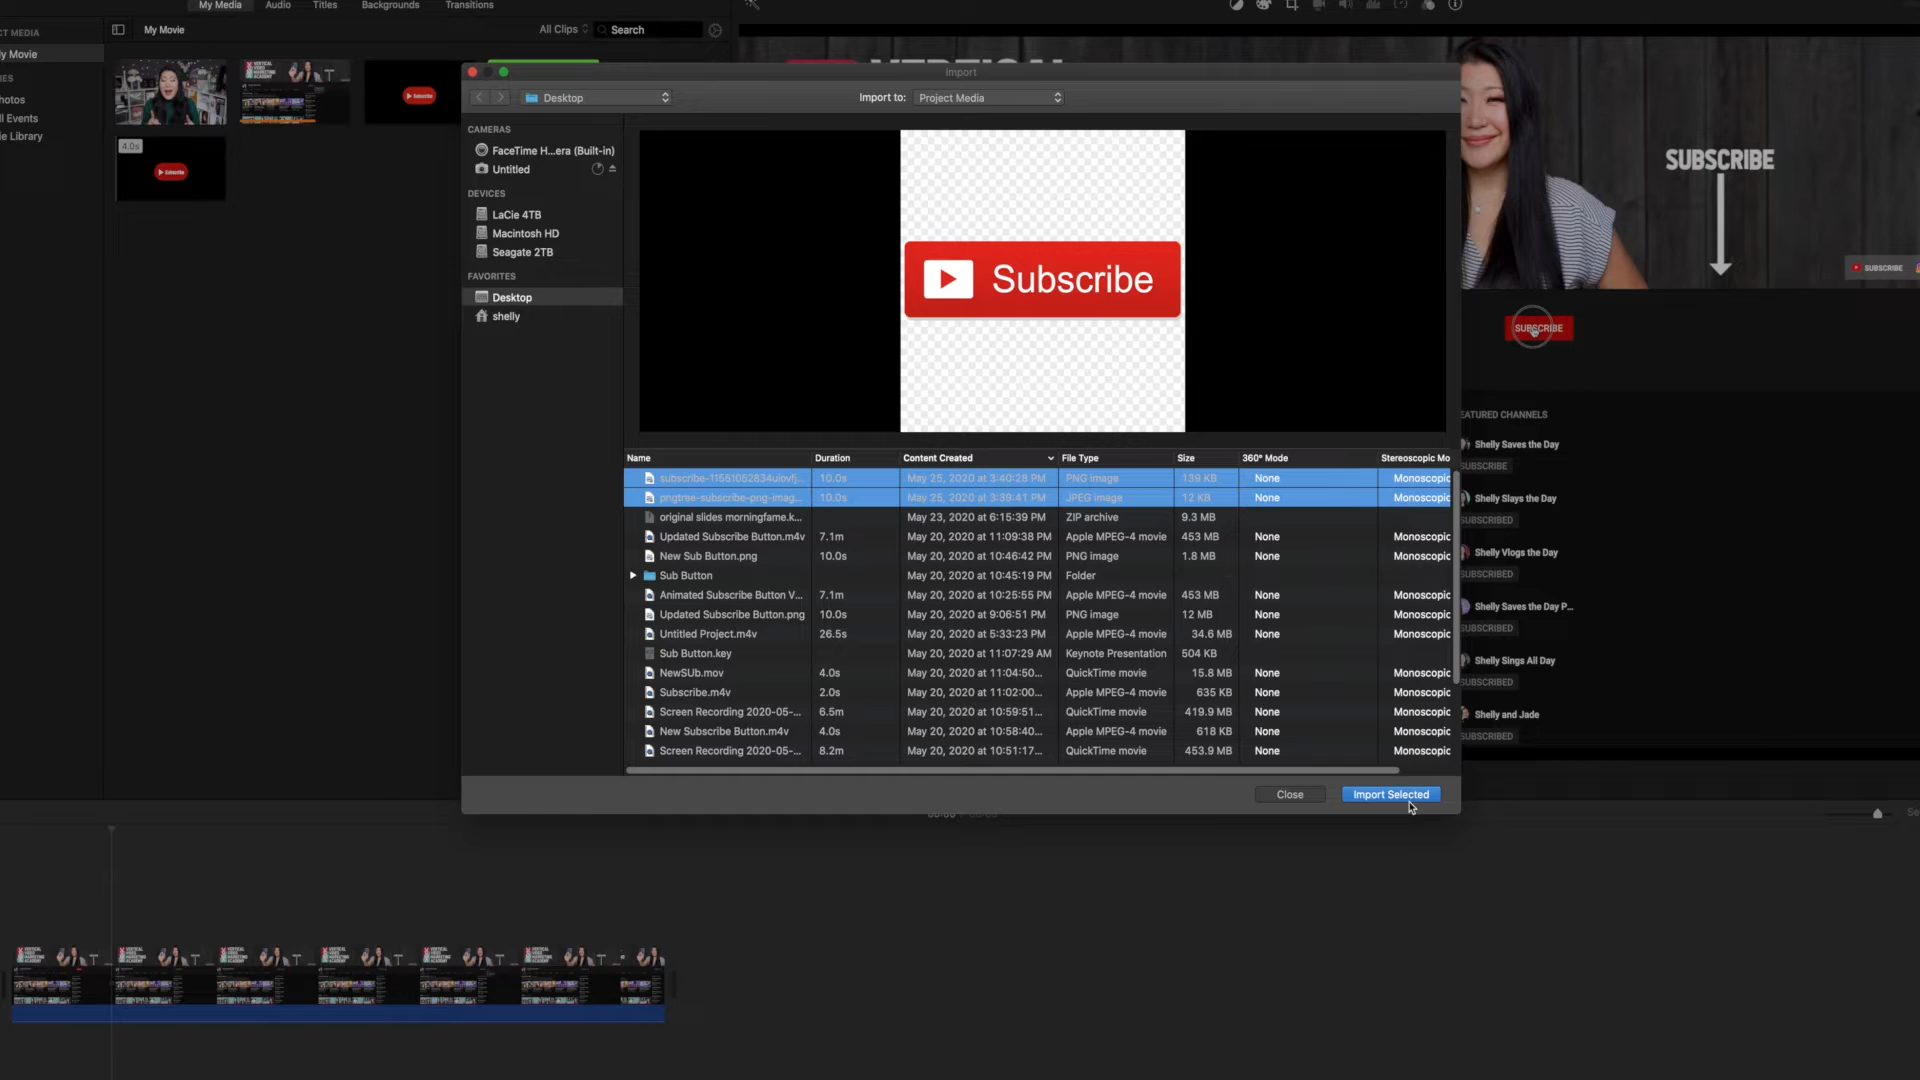 My Media
Audio
Titles
Backgrounds
Transitions
CT MEDIA
y Movie
IES
hotos
ll Events
ie Library
My Movie
All Clips
Search
4.0s
Subscribe
Subscribe
Import
Desktop
Import to:
Project Media
CAMERAS
FaceTime H...era (Built-in)
Untitled
DEVICES
LaCie 4TB
Macintosh HD
Seagate 2TB
FAVORITES
Desktop
shelly
Subscribe
Name Duration Content Created File Type Size 360° Mode Stereoscopic Mo
subscribe-11551052834ulovfj... 10.0s May 25, 2020 at 3:40:28 PM PNG image 139 KB None Monoscopic
pngtree-subscribe-png-imag... 10.0s May 25, 2020 at 3:39:41 PM JPEG image 12 KB None Monoscopic
original slides morningfame.k... May 23, 2020 at 6:15:39 PM ZIP archive 9.3 MB
Updated Subscribe Button.m4v 7.1m May 20, 2020 at 11:09:38 PM Apple MPEG-4 movie 453 MB None Monoscopic
New Sub Button.png 10.0s May 20, 2020 at 10:46:42 PM PNG image 1.8 MB None Monoscopic
Sub Button May 20, 2020 at 10:45:19 PM Folder
Animated Subscribe Button V... 7.1m May 20, 2020 at 10:25:55 PM Apple MPEG-4 movie 453 MB None Monoscopic
Updated Subscribe Button.png 10.0s May 20, 2020 at 9:06:51 PM PNG image 12 MB None Monoscopic
Untitled Project.m4v 26.5s May 20, 2020 at 5:33:23 PM Apple MPEG-4 movie 34.6 MB None Monoscopic
Sub Button.key May 20, 2020 at 11:07:29 AM Keynote Presentation 504 KB
NewSUb.mov 4.0s May 20, 2020 at 11:04:50... QuickTime movie 15.8 MB None Monoscopic
Subscribe.m4v 2.0s May 20, 2020 at 11:02:00... Apple MPEG-4 movie 635 KB None Monoscopic
Screen Recording 2020-05-... 6.5m May 20, 2020 at 10:59:51... QuickTime movie 419.9 MB None Monoscopic
New Subscribe Button.m4v 4.0s May 20, 2020 at 10:58:40... Apple MPEG-4 movie 618 KB None Monoscopic
Screen Recording 2020-05-... 8.2m May 20, 2020 at 10:51:17... QuickTime movie 453.9 MB None Monoscopic
Close
Import Selected
SUBSCRIBE
SUBSCRIBE
SUBSCRIBE
EATURED CHANNELS
Shelly Saves the Day
SUBSCRIBE
Shelly Slays the Day
SUBSCRIBED
Shelly Vlogs the Day
SUBSCRIBED
Shelly Saves the Day P...
SUBSCRIBED
Shelly Sings All Day
SUBSCRIBED
Shelly and Jade
SUBSCRIBED
Se